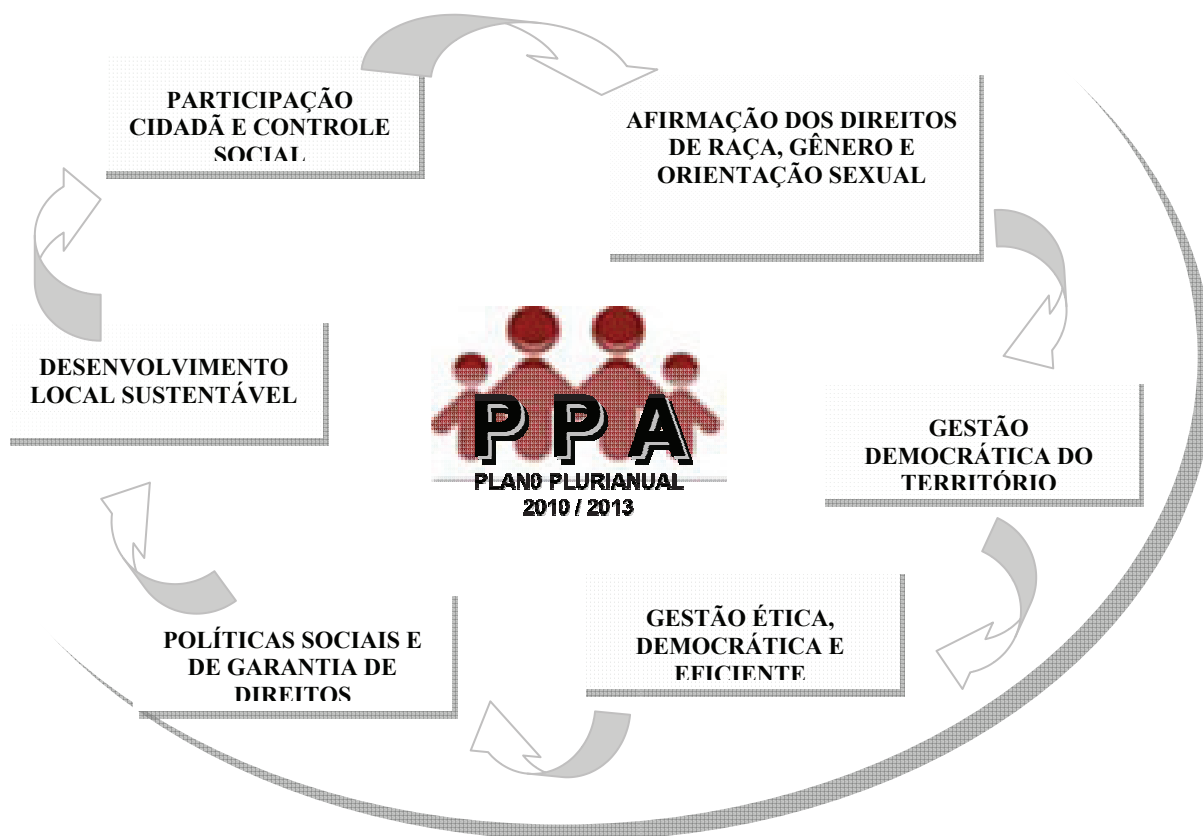 PARTICIPAÇÃO
CIDADÃ E CONTROLE
SOCIAL
AFIRMAÇÃO DOS DIREITOS
DE RAÇA, GÊNERO E
ORIENTAÇÃO SEXUAL
DESENVOLVIMENTO
LOCAL SUSTENTÁVEL
PPA
PLANO PLURIANUAL
2010 / 2013
GESTÃO
DEMOCRÁTICA DO
TERRITÓRIO
GESTÃO ÉTICA,
DEMOCRÁTICA E
EFICIENTE
POLÍTICAS SOCIAIS E
DE GARANTIA DE
DIREITOS